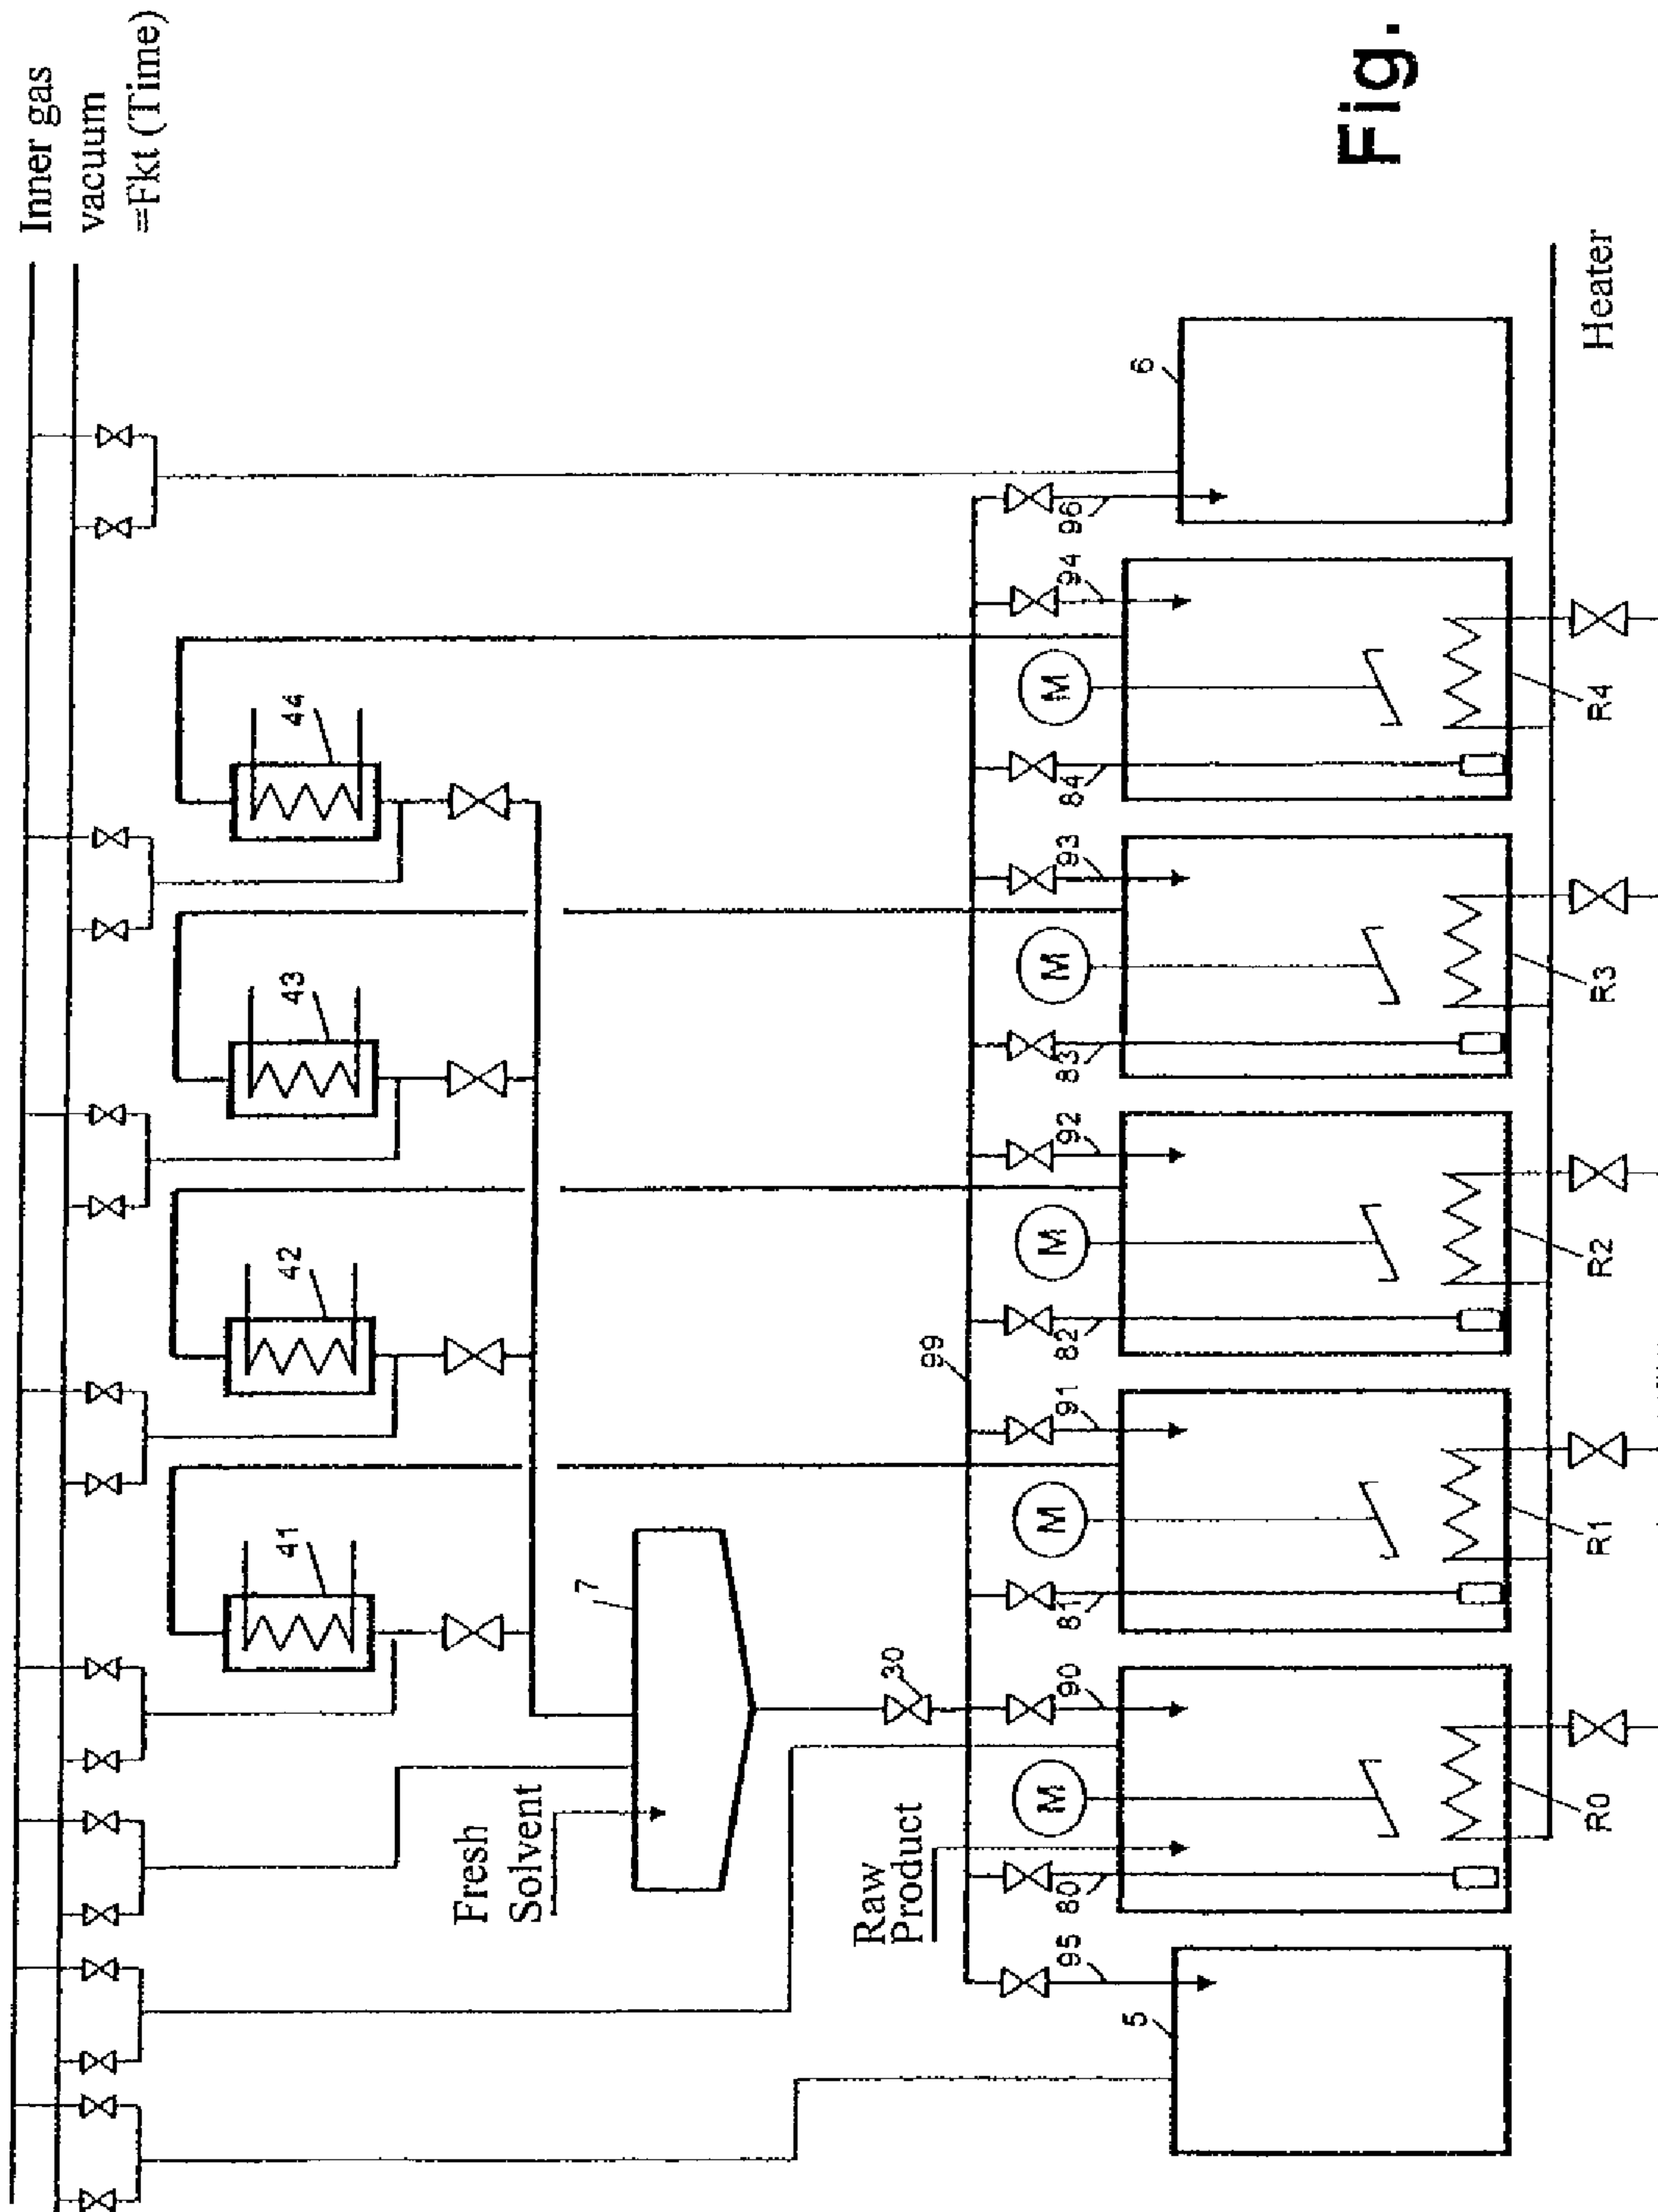 Inner gas
vacuum
=Fkt (Time)
44
43
42
41
7
Fresh
Solvent
Raw
Product
30
99
5
95
80
M
90
81
M
91
82
M
92
83
M
93
84
M
94
96
6
R0
R1
R2
R3
R4
Heater
Fig.